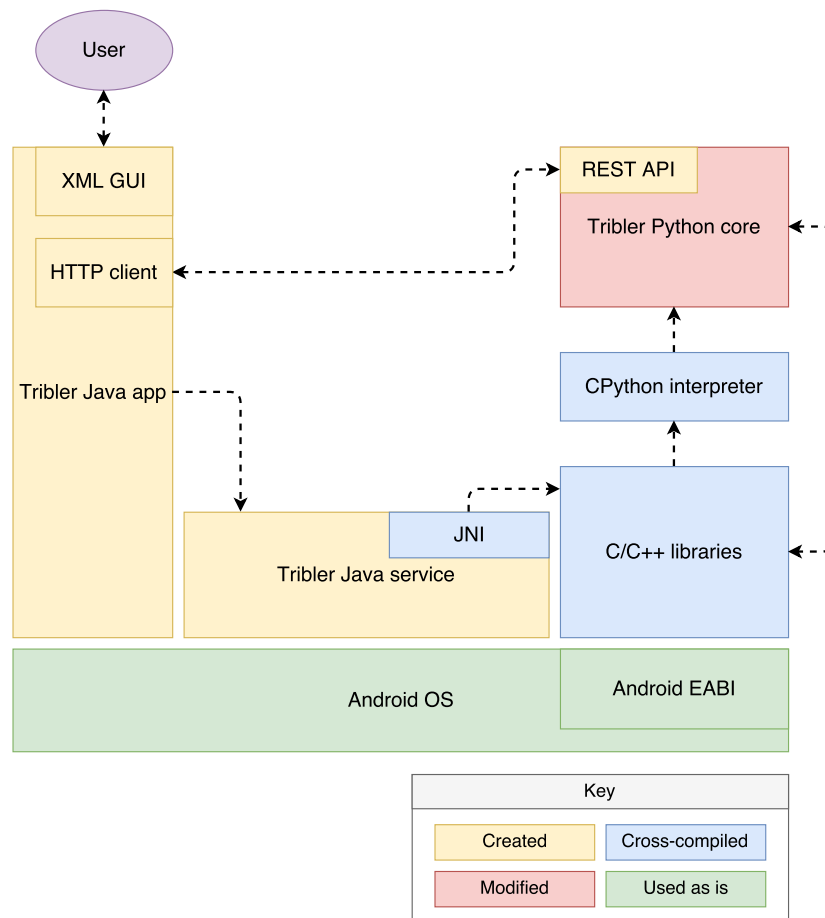 User
XML GUI
REST API
Tribler Python core
HTTP client
CPython interpreter
Tribler Java app
JNI
C/C++ libraries
Tribler Java service
Android EABI
Android OS
Key
Created
Cross-compiled
Modified
Used as is